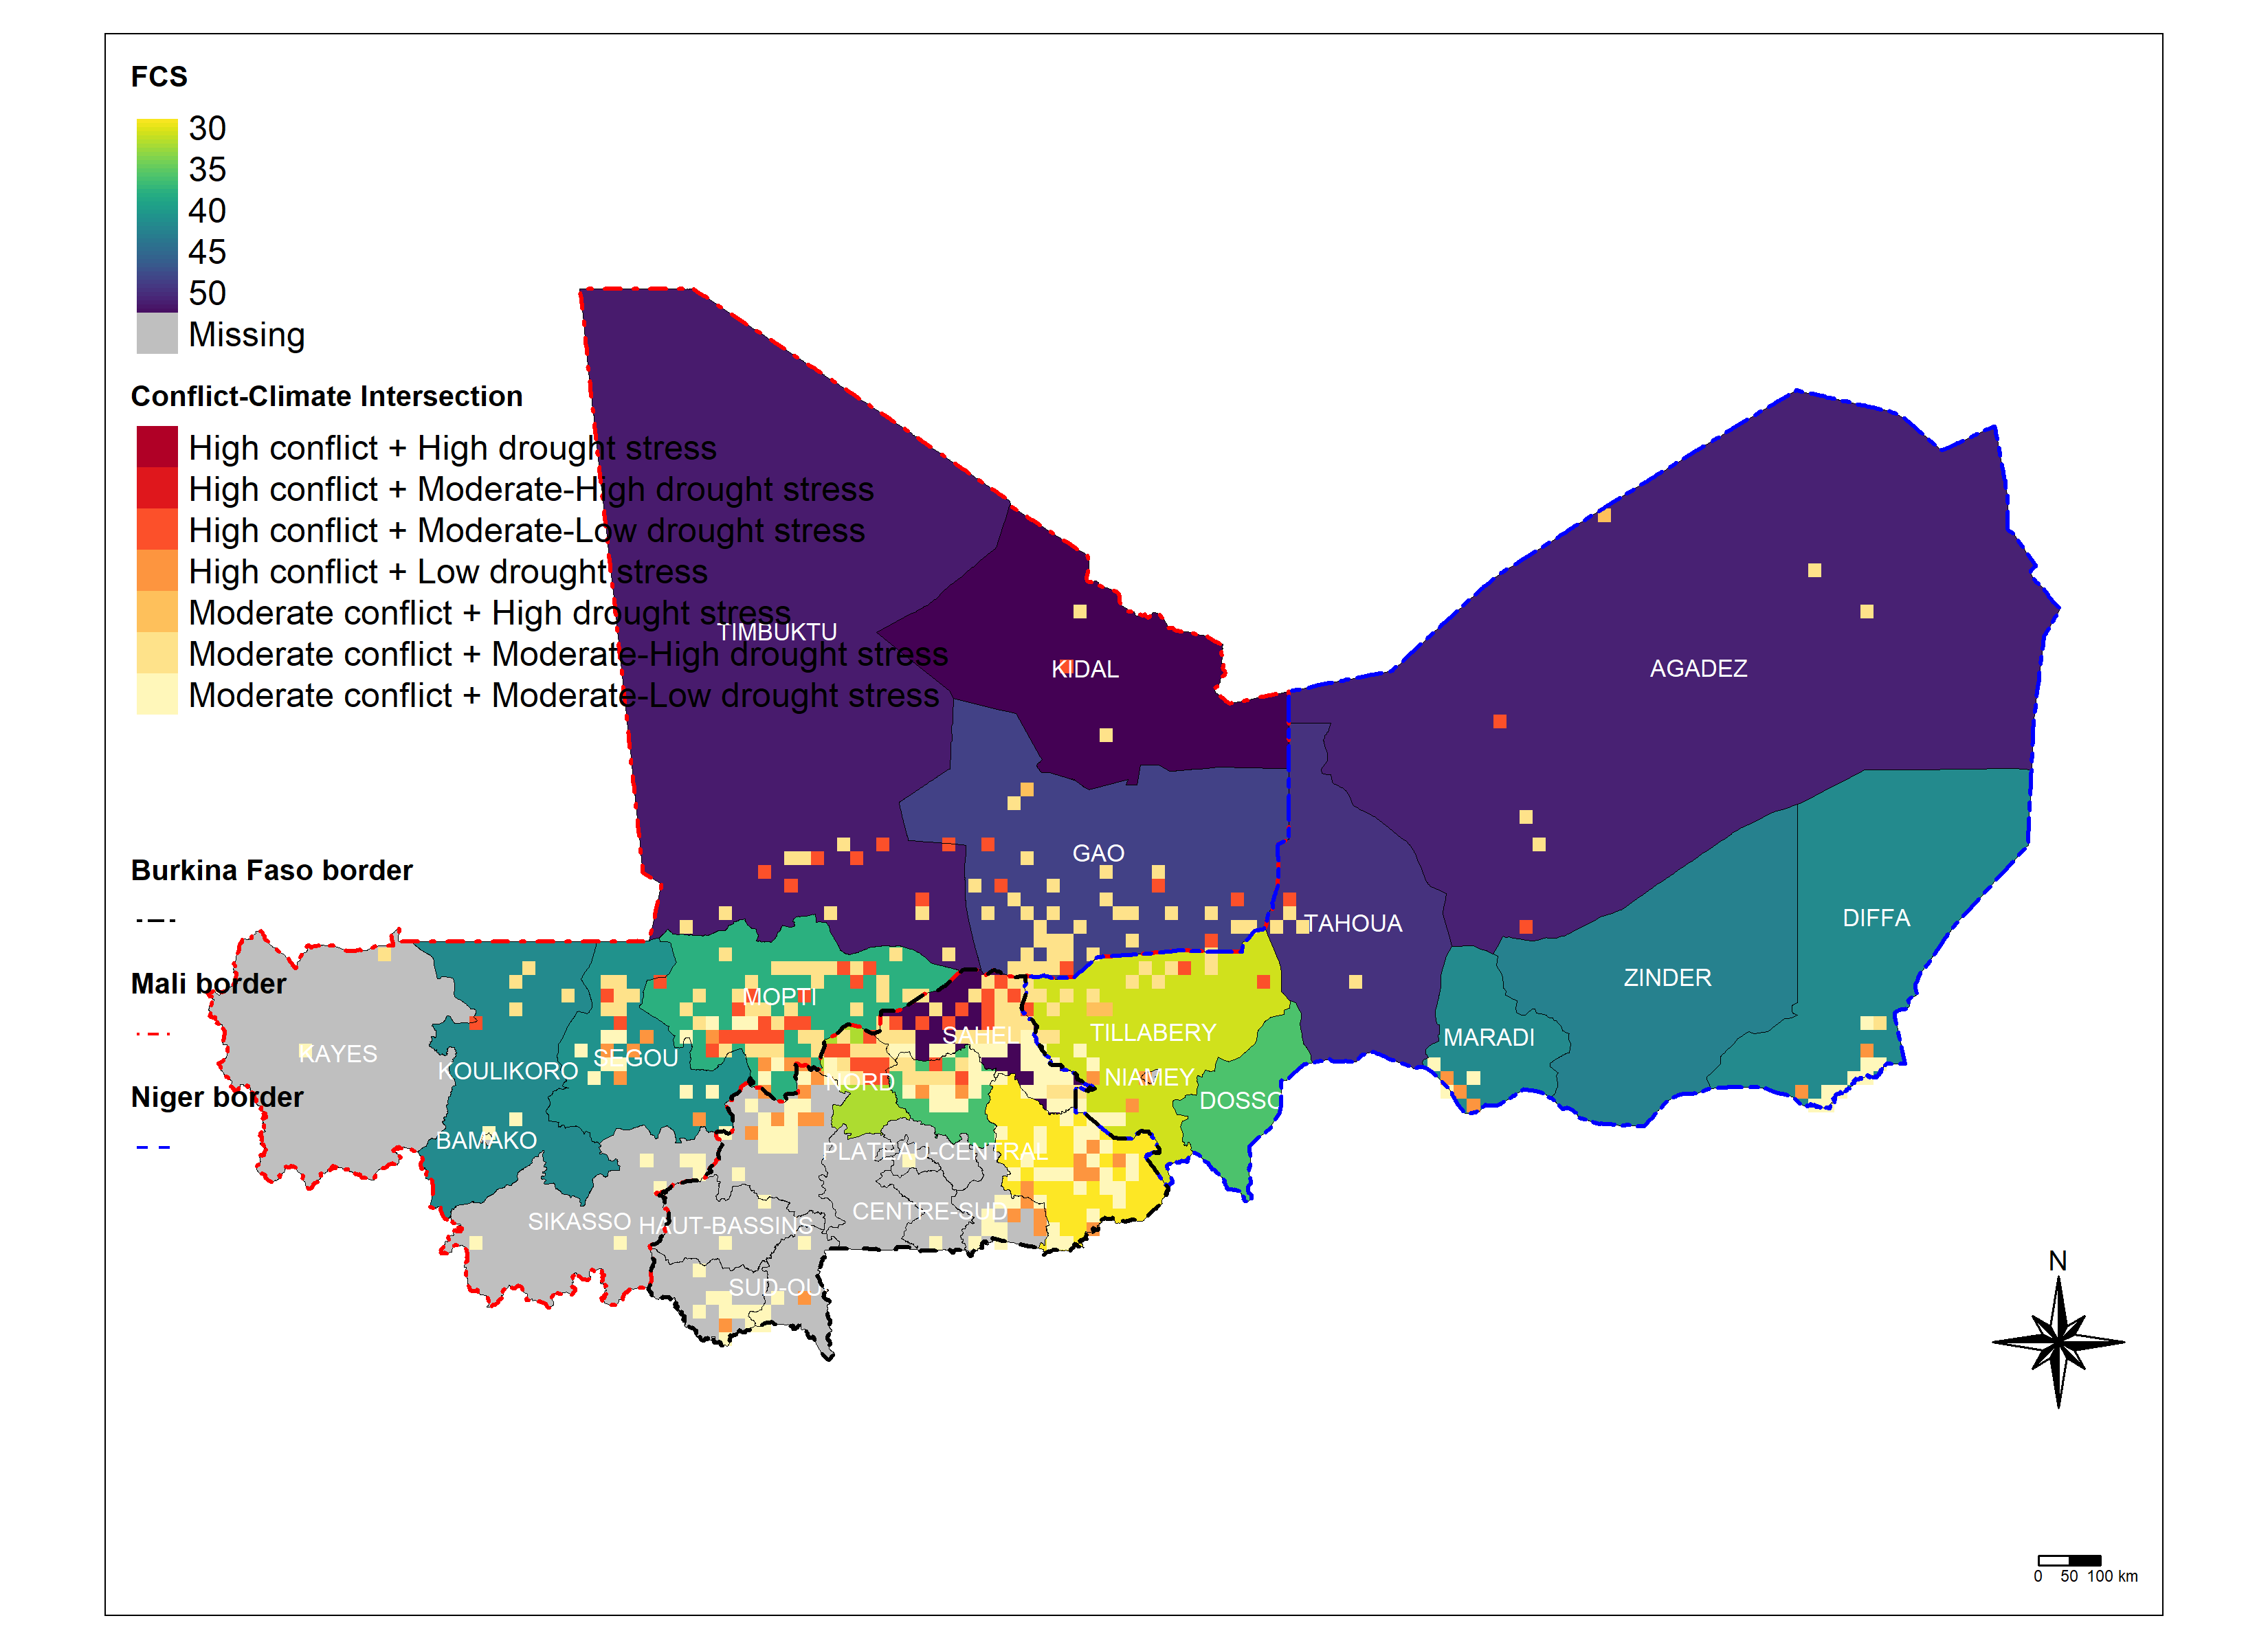 FCS
30
35
40
45
50
Missing
Conflict-Climate Intersection
High conflict + High drought stress
High conflict + Moderate-High drought stress
High conflict + Moderate-Low drought stress
High conflict + Low drought stress
Moderate conflict + High drought stress
Moderate conflict + Moderate-High drought stress
Moderate conflict + Moderate-Low drought stress
Burkina Faso border
Mali border
Niger border
TIMBUKTU
KIDAL
AGADEZ
GAO
TAHOUA
DIFFA
ZINDER
MOPTI
SAHEL
TILLABERY
MARADI
KAYES
KOULIKORO
SEGOU
NORD
NIAMEY
DOSSO
BAMAKO
PLATEAU-CENTRAL
SIKASSO
HAUT-BASSINS
CENTRE-SUD
SUD-OU
N
0 50 100 km